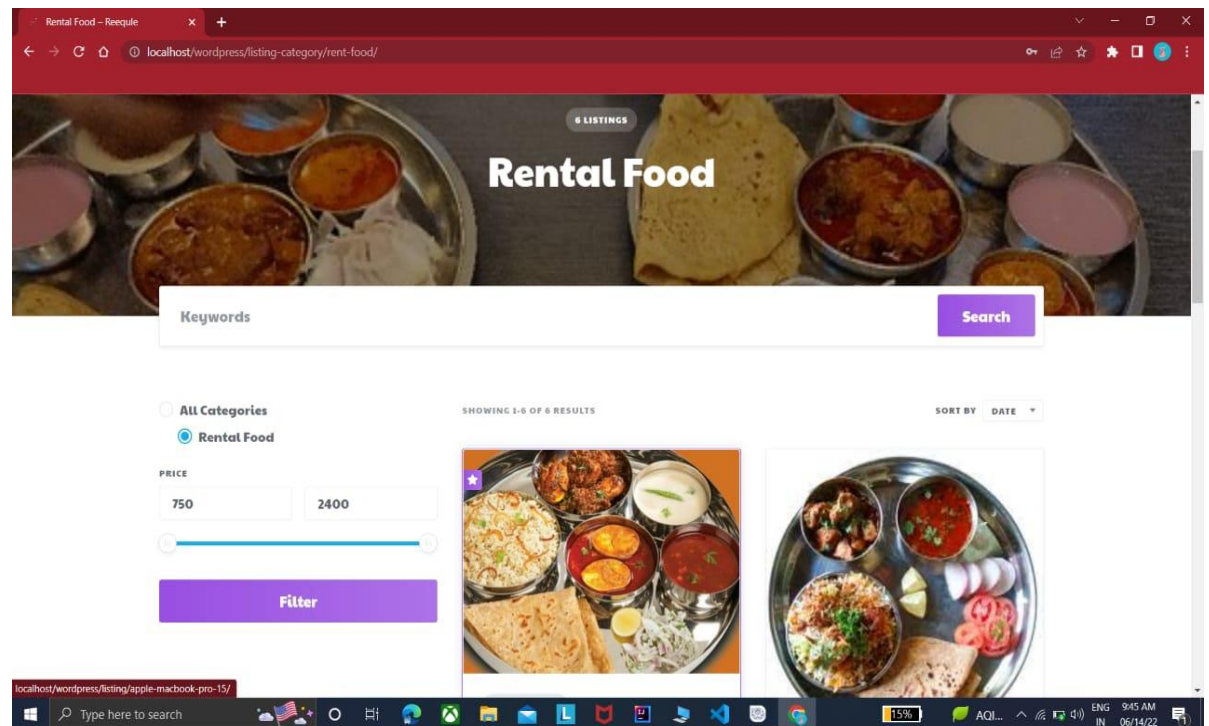 Rental Food – Reequle
localhost/wordpress/listing-category/rent-food/
6 LISTINGS
Rental Food
Keywords
Search
All Categories
Rental Food
SHOWING 1-6 OF 6 RESULTS
SORT BY DATE
PRICE
750 2400
Filter
localhost/wordpress/listing/apple-macbook-pro-15/
Type here to search
15%
AQI...
ENG
IN
9:45 AM
06/14/22